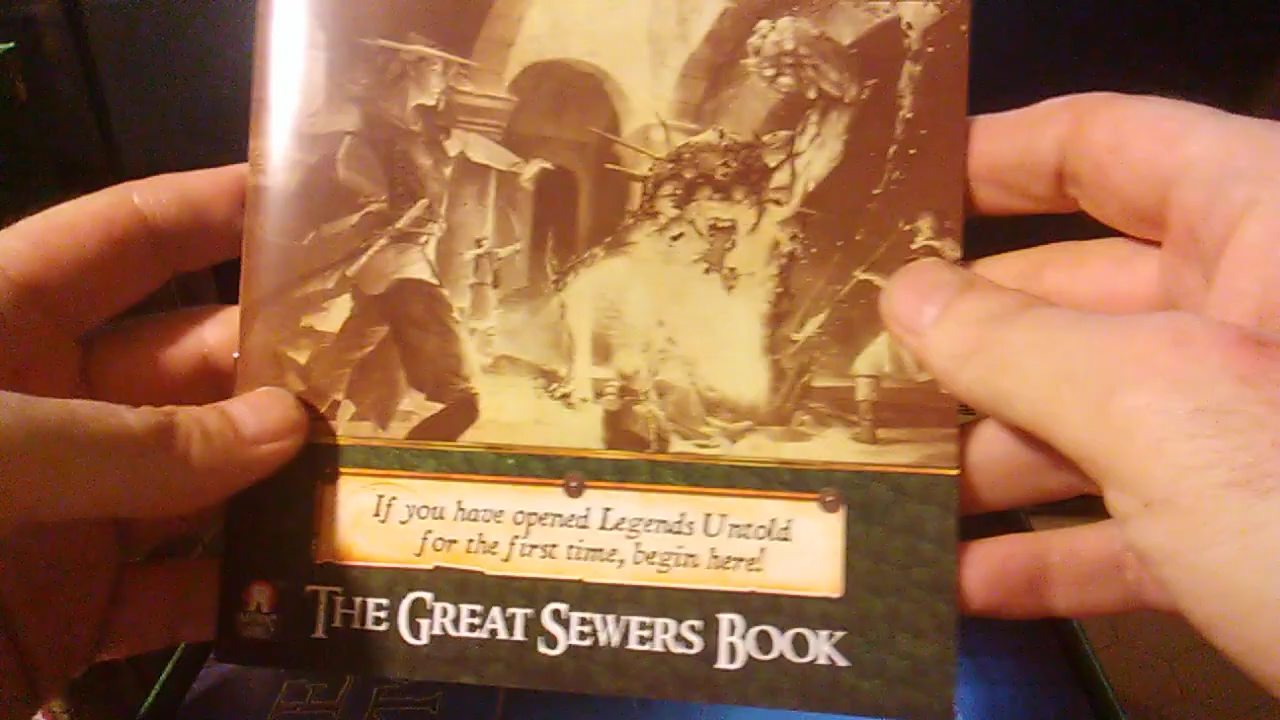 If you have opened Legends Untold
for the first time, begin here!
THE GREAT SEWERS BOOK